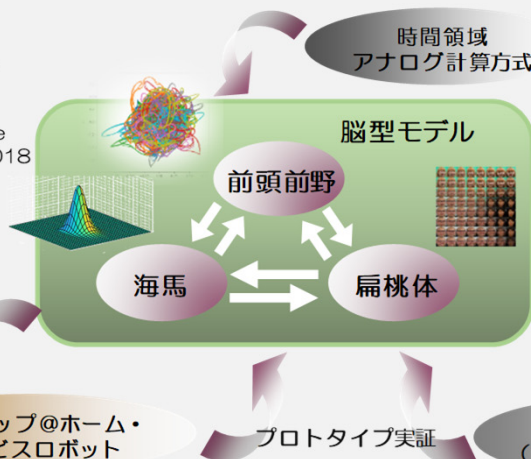 時間領域
アナログ計算方式
e
018
脳型モデル
前頭前野
海馬
扁桃体
ップ@ホーム・
ビスロボット
プロトタイプ実証
(